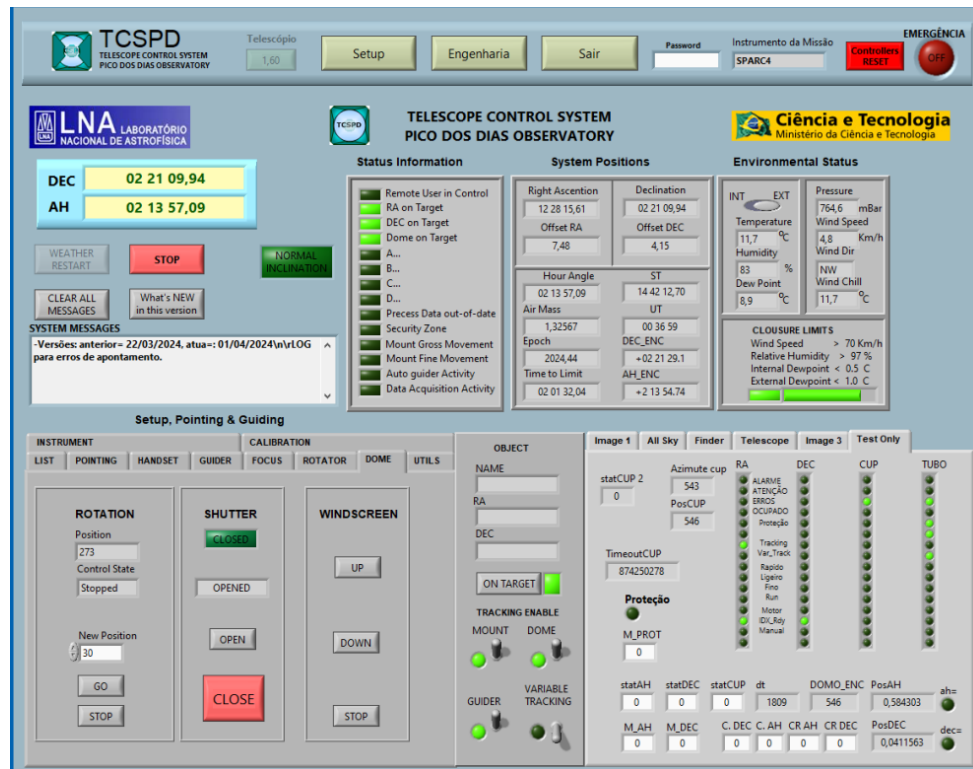 TCSPD
TELESCOPE CONTROL SYSTEM
PICO DOS DIAS OBSERVATORY
Telescópio
1,60
Setup
Engenharia
Sair
Password
Instrumento da Missão
SPARC4
Controllers
RESET
EMERGÊNCIA
OFF
LNA LABORATÓRIO
NACIONAL DE ASTROFÍSICA
TCSPD
TELESCOPE CONTROL SYSTEM
PICO DOS DIAS OBSERVATORY
Ciência e Tecnologia
Ministério da Ciência e Tecnologia
DEC 02 21 09,94
AH 02 13 57,09
WEATHER
RESTART
STOP
NORMAL
INCLINATION
CLEAR ALL
MESSAGES
What's NEW
in this version
SYSTEM MESSAGES
-Versões: anterior= 22/03/2024, atua=: 01/04/2024\n\rLOG
para erros de apontamento.
Status Information
Remote User in Control
RA on Target
DEC on Target
Dome on Target
A...
B...
C...
D...
Precess Data out-of-date
Security Zone
Mount Gross Movement
Mount Fine Movement
Auto guider Activity
Data Acquisition Activity
System Positions
Right Ascention Declination
12 28 15,61 02 21 09,94
Offset RA Offset DEC
7,48 4,15
Hour Angle ST
02 13 57,09 14 42 12,70
Air Mass UT
1,32567 00 36 59
Epoch DEC_ENC
2024,44 +02 21 29.1
Time to Limit AH_ENC
02 01 32,04 +2 13 54.74
Environmental Status
INT EXT
Temperature
11,7 ºC
Humidity
83 %
Dew Point
8,9 ºC
Pressure
764,6 mBar
Wind Speed
4,8 Km/h
Wind Dir
NW
Wind Chill
11,7 ºC
CLOUSURE LIMITS
Wind Speed > 70 Km/h
Relative Humidity > 97 %
Internal Dewpoint < 0.5 C
External Dewpoint < 1.0 C
Setup, Pointing & Guiding
INSTRUMENT CALIBRATION
LIST POINTING HANDSET GUIDER FOCUS ROTATOR DOME UTILS
ROTATION
Position
273
Control State
Stopped
New Position
30
GO
STOP
SHUTTER
CLOSED
OPENED
OPEN
CLOSE
WINDSCREEN
UP
DOWN
STOP
OBJECT
NAME
RA
DEC
ON TARGET
TRACKING ENABLE
MOUNT DOME
GUIDER VARIABLE
TRACKING
Image 1 All Sky Finder Telescope Image 3 Test Only
statCUP 2
0
Azimute cup
543
PosCUP
546
TimeoutCUP
874250278
Proteção
M_PROT
0
RA DEC CUP TUBO
ALARME
ATENÇÃO
ERROS
OCUPADO
Proteção
Tracking
Var_Track
Rapido
Ligeiro
Fino
Run
Motor
IDX_Rdy
Manual
statAH statDEC statCUP dt DOMO_ENC PosAH
0 0 0 1809 546 0,584303
ah=
M_AH M_DEC C. DEC C. AH CR AH CR DEC PosDEC
0 0 0 0 0 0 0,0411563
dec=